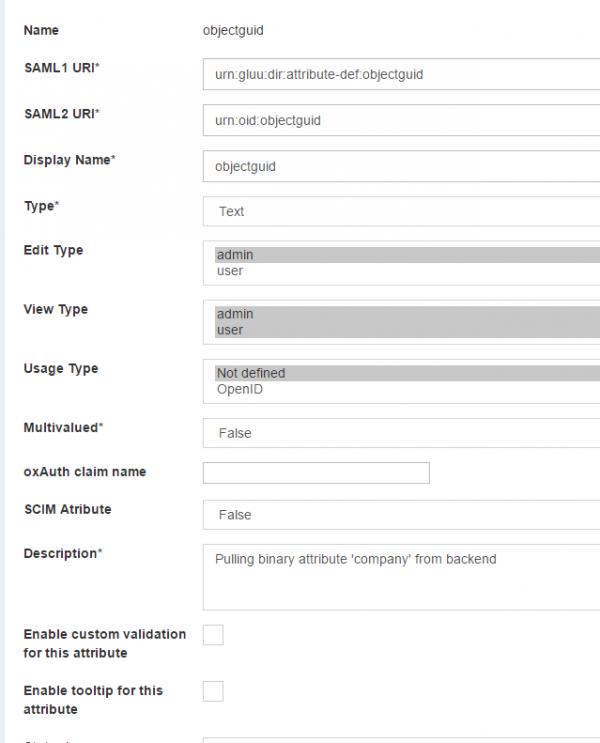 Name objectguid
SAML1 URI* urn:gluu:dir:attribute-def:objectguid
SAML2 URI* urn:oid:objectguid
Display Name* objectguid
Type* Text
Edit Type admin
user
View Type admin
user
Usage Type Not defined
OpenID
Multivalued* False
oxAuth claim name
SCIM Atribute False
Description* Pulling binary attribute 'company' from backend
Enable custom validation
for this attribute
Enable tooltip for this
attribute